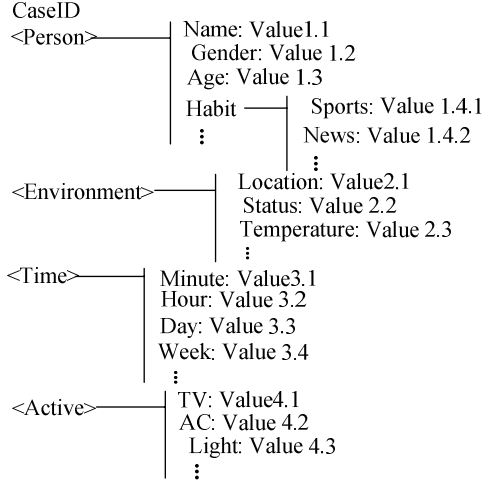 CaseID
<Person>
Name: Value1.1
Gender: Value 1.2
Age: Value 1.3
Habit
Sports: Value 1.4.1
News: Value 1.4.2
<Environment>
Location: Value2.1
Status: Value 2.2
Temperature: Value 2.3
<Time>
Minute: Value3.1
Hour: Value 3.2
Day: Value 3.3
Week: Value 3.4
<Active>
TV: Value4.1
AC: Value 4.2
Light: Value 4.3